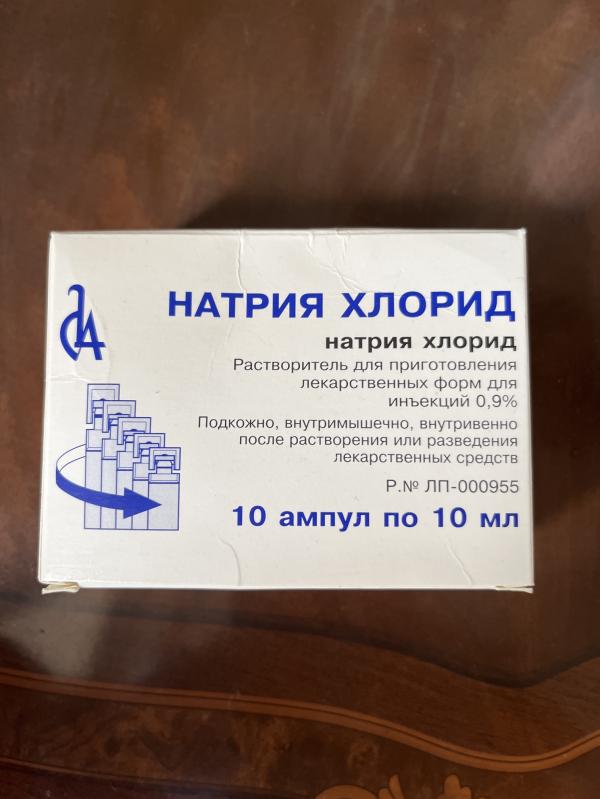 НАТРИЯ ХЛОРИД
натрия хлорид
Растворитель для приготовления
лекарственных форм для
инъекций 0,9%
Подкожно, внутримышечно, внутривенно
после растворения или разведения
лекарственных средств
Р.№ ЛП-000955
10 ампул по 10 мл